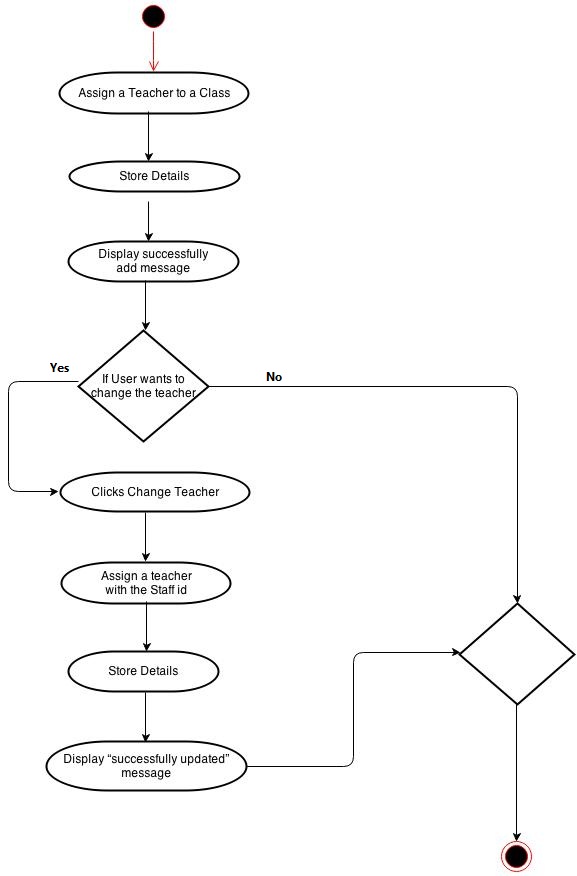 Assign a Teacher to a Class
Store Details
Display successfully
add message
Yes
No
If User wants to
change the teacher
Clicks Change Teacher
Assign a teacher
with the Staff id
Store Details
Display “successfully updated”
message